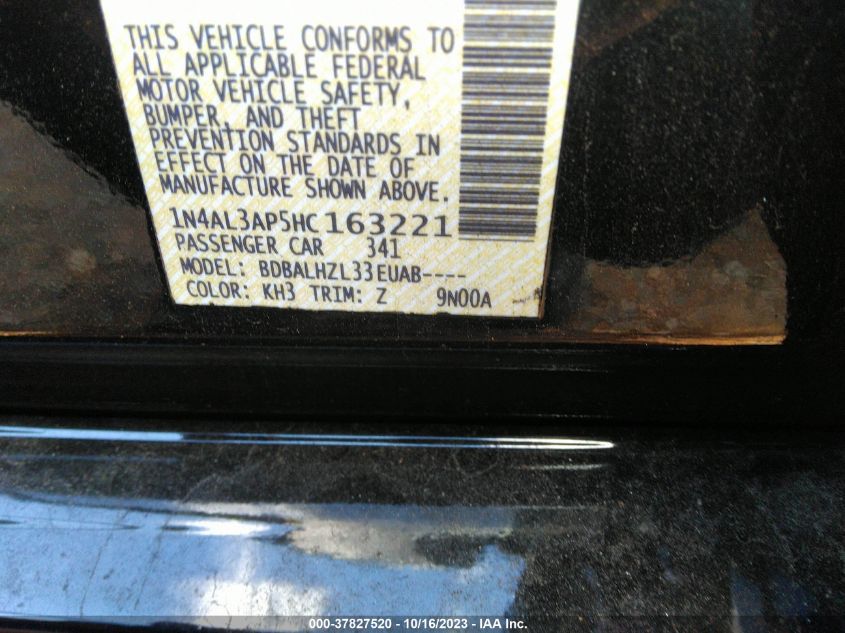 THIS VEHICLE CONFORMS TO
ALL APPLICABLE FEDERAL
MOTOR VEHICLE SAFETY,
BUMPER, AND THEFT
PREVENTION STANDARDS IN
EFFECT ON THE DATE OF
MANUFACTURE SHOWN ABOVE.
1N4AL3AP5HC163221
PASSENGER CAR 341
MODEL: BDBALHZL33EUAB----
COLOR: KH3 TRIM: Z 9N00A
000-37827520 - 10/16/2023 - IAA Inc.